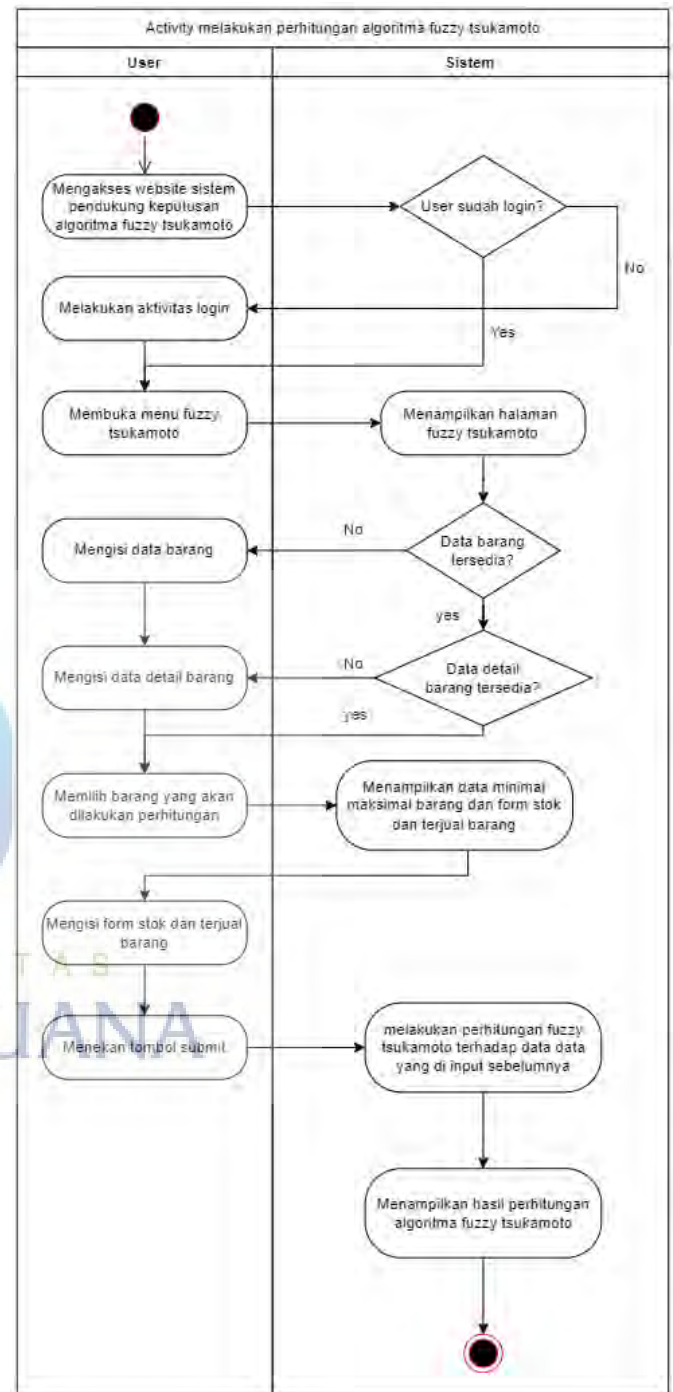 Activity melakukan perhitungan algoritma fuzzy tsukamoto
User
Sistem
Mengakses website sistem
pendukung keputusan
algoritma fuzzy tsukamoto
User sudah login?
No
Melakukan aktivitas login
Yes
Membuka menu fuzzy
tsukamoto
Menampilkan halaman
fuzzy tsukamoto
No
Mengisi data barang
Data barang
tersedia?
yes
Mengisi data detail barang
No
Data detail
barang tersedia?
yes
Memilih barang yang akan
dilakukan perhitungan
Menampilkan data minimal
maksimal barang dan form stok
dan terjual barang
Mengisi form stok dan terjual
barang
T A S
UANA
Menekan tombol submit
melakukan perhitungan fuzzy
tsukamoto terhadap data data
yang di input sebelumnya
Menampilkan hasil perhitungan
algoritma fuzzy tsukamoto